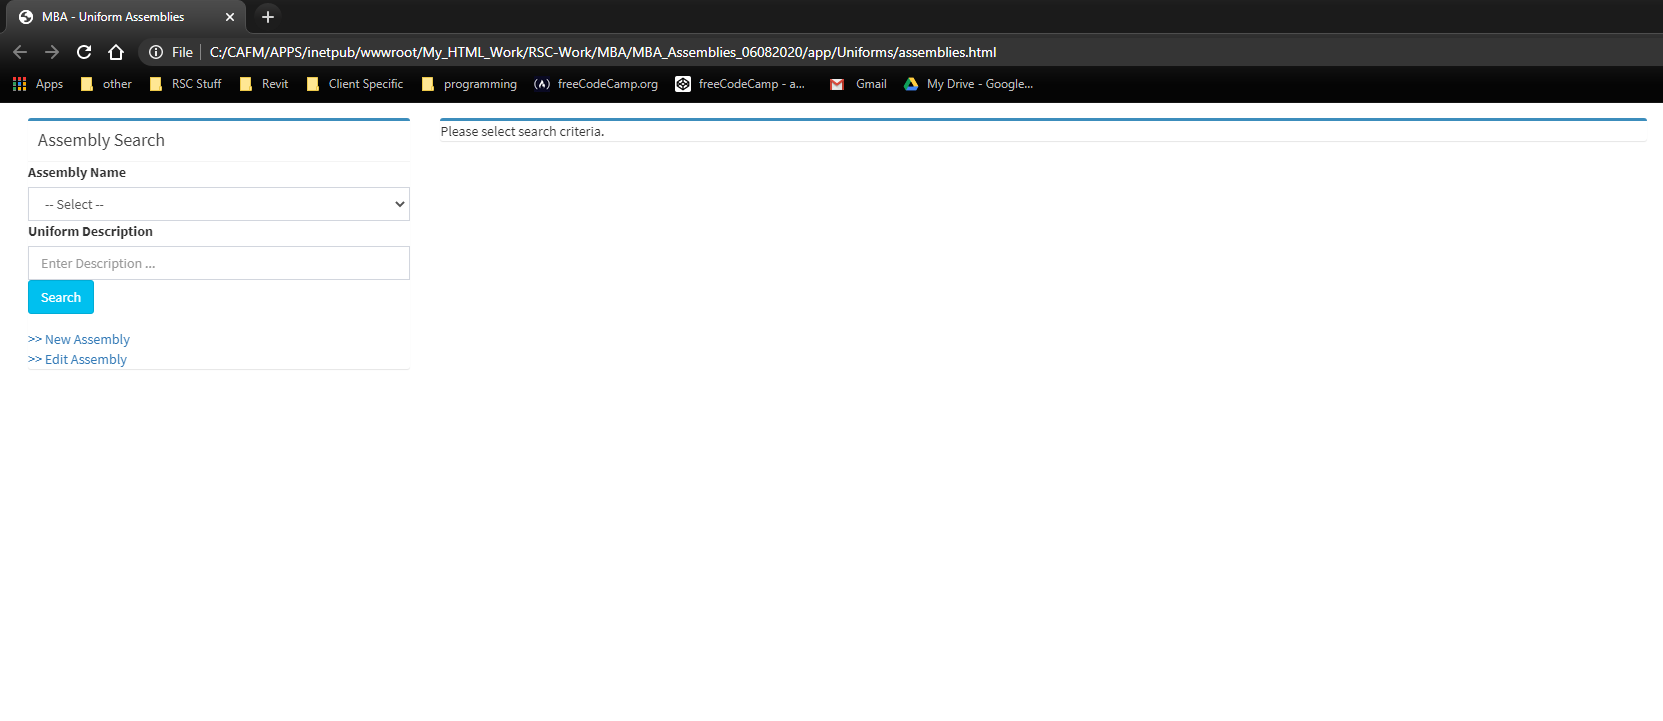 MBA - Uniform Assemblies
File C:/CAFM/APPS/inetpub/wwwroot/My_HTML_Work/RSC-Work/MBA/MBA_Assemblies_06082020/app/Uniforms/assemblies.html
Apps other RSC Stuff Revit Client Specific programming (A) freeCodeCamp.org freeCodeCamp - a... Gmail My Drive - Google...
Assembly Search
Assembly Name
-- Select --
Uniform Description
Enter Description ...
Search
>> New Assembly
>> Edit Assembly
Please select search criteria.